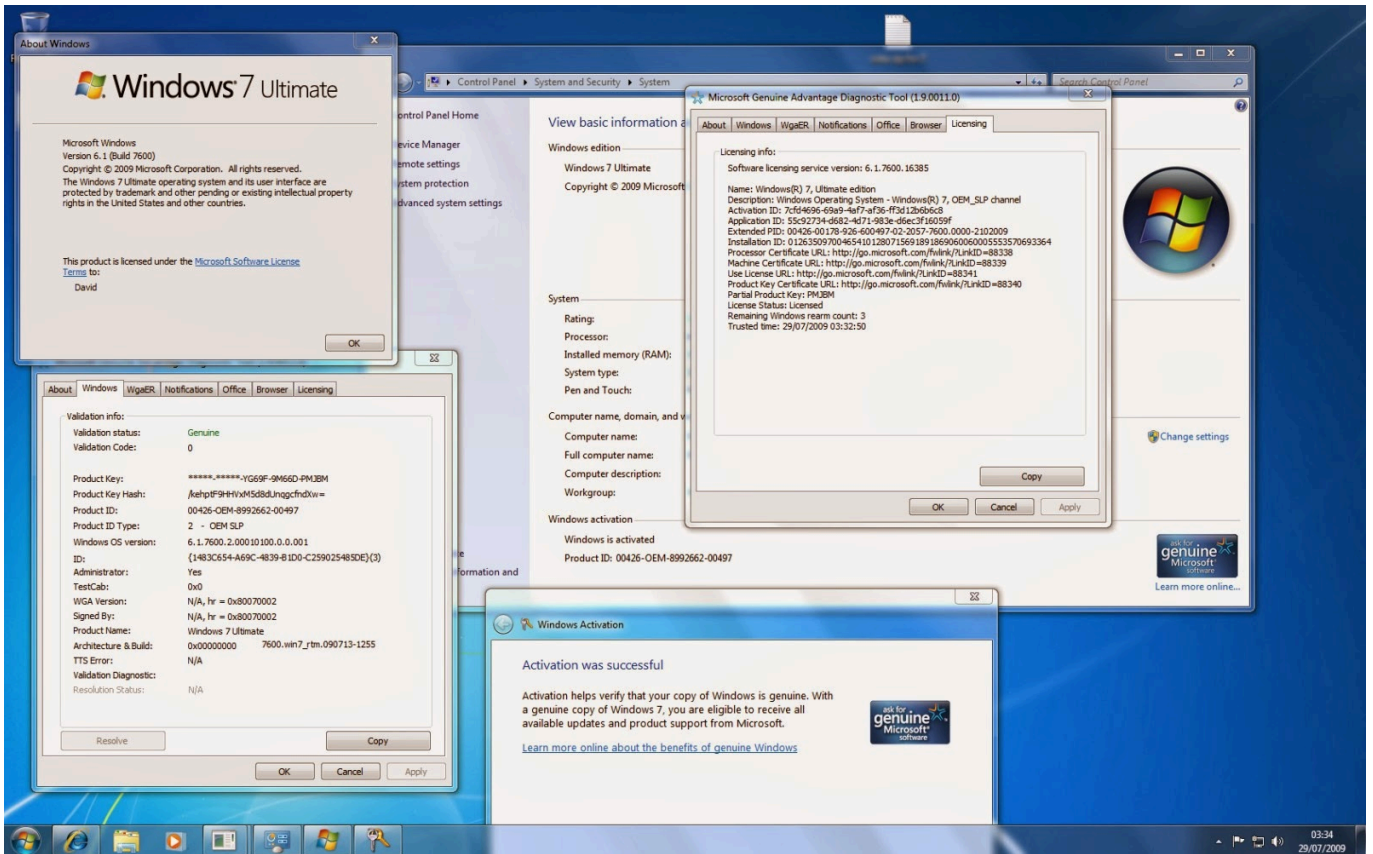 About Windows
Windows 7 Ultimate
Microsoft Windows
Version 6.1 (Build 7600)
Copyright © 2009 Microsoft Corporation. All rights reserved.
The Windows 7 Ultimate operating system and its user interface are
protected by trademark and other pending or existing intellectual property
rights in the United States and other countries.
This product is licensed under the Microsoft Software License
Terms to:
David
OK
Control Panel
System and Security
System
Search Control Panel
ontrol Panel Home
evice Manager
emote settings
ystem protection
dvanced system settings
View basic information a
Windows edition
Windows 7 Ultimate
Copyright © 2009 Microsoft
System
Rating:
Processor:
Installed memory (RAM):
System type:
Pen and Touch:
Computer name, domain, and w
Computer name:
Full computer name:
Computer description:
Workgroup:
Change settings
Windows activation
Windows is activated
Product ID: 00426-OEM-8992662-00497
ask for
genuine
Microsoft
software
Learn more online...
formation and
Microsoft Genuine Advantage Diagnostic Tool (1.9.0011.0)
About Windows WgaER Notifications Office Browser Licensing
Licensing info:
Software licensing service version: 6.1.7600.16385
Name: Windows(R) 7, Ultimate edition
Description: Windows Operating System - Windows(R) 7, OEM_SLP channel
Activation ID: 7cfd4696-69a9-4af7-af36-ff3d12b6b6c8
Application ID: 55c92734-d682-4d71-983e-d6ec3f16059f
Extended PID: 00426-00178-926-600497-02-2057-7600.0000-2102009
Processor Certificate URL: http://go.microsoft.com/fwlink/?LinkID=88338
Machine Certificate URL: http://go.microsoft.com/fwlink/?LinkID=88339
Use License URL: http://go.microsoft.com/fwlink/?LinkID=88341
Product Key Certificate URL: http://go.microsoft.com/fwlink/?LinkID=88340
Partial Product Key: PMJBM
License Status: Licensed
Remaining Windows rearm count: 3
Trusted time: 29/07/2009 03:32:50
Copy
OK Cancel Apply
About Windows WgaER Notifications Office Browser Licensing
Validation info:
Validation status: Genuine
Validation Code: 0
Product Key: *****-*****-YG69F-9M66D-PMJBM
Product Key Hash: /kehptF9HHVxM5d8dUnqgcfndXw=
Product ID: 00426-OEM-8992662-00497
Product ID Type: 2 - OEM SLP
Windows OS version: 6.1.7600.2.00010100.0.0.001
ID: {1483C654-A69C-4839-B1D0-C259025485DE}(3)
Administrator: Yes
TestCab: 0x0
WGA Version: N/A, hr = 0x80070002
Signed By: N/A, hr = 0x80070002
Product Name: Windows 7 Ultimate
Architecture & Build: 0x00000000 7600.win7_rtm.090713-1255
TTS Error: N/A
Validation Diagnostic:
Resolution Status: N/A
Resolve
Copy
OK Cancel Apply
Windows Activation
Activation was successful
Activation helps verify that your copy of Windows is genuine. With
a genuine copy of Windows 7, you are eligible to receive all
available updates and product support from Microsoft.
Learn more online about the benefits of genuine Windows
ask for
genuine
Microsoft
software
03:34
29/07/2009